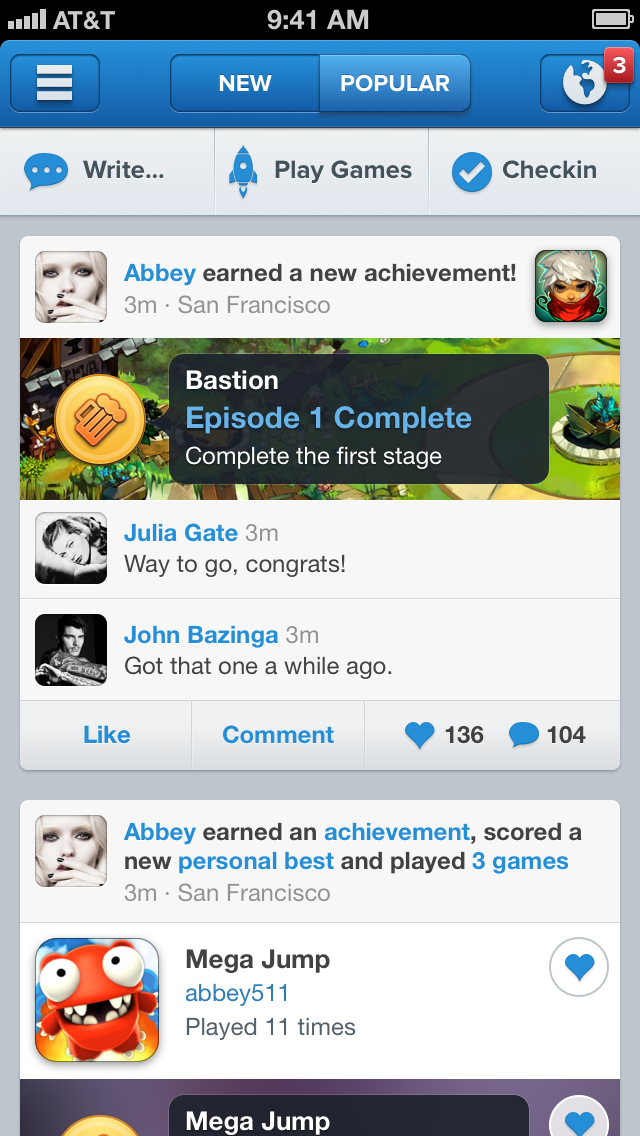 AT&T 9:41 AM
NEW POPULAR 3
Write... Play Games Checkin
Abbey earned a new achievement!
3m · San Francisco
Bastion
Episode 1 Complete
Complete the first stage
Julia Gate 3m
Way to go, congrats!
John Bazinga 3m
Got that one a while ago.
Like Comment 136 104
Abbey earned an achievement, scored a
new personal best and played 3 games
3m · San Francisco
Mega Jump
abbey511
Played 11 times
Mega Jump